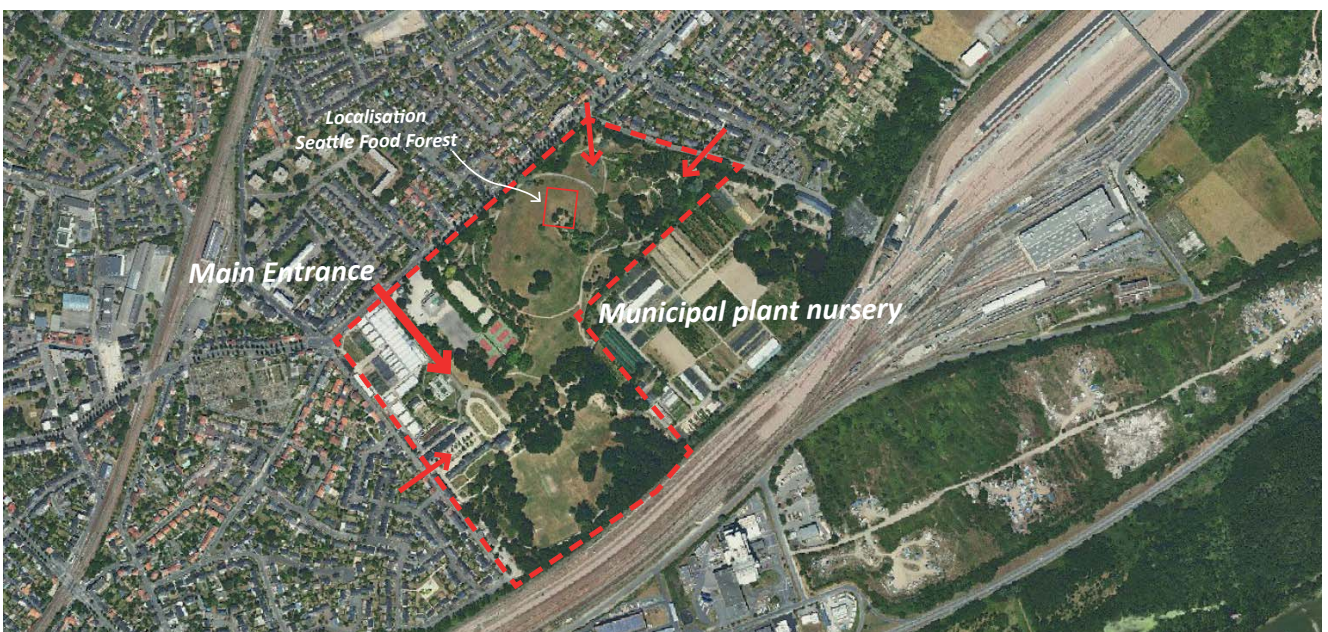 Localisation
Seattle Food Forest
Main Entrance
Municipal plant nursery